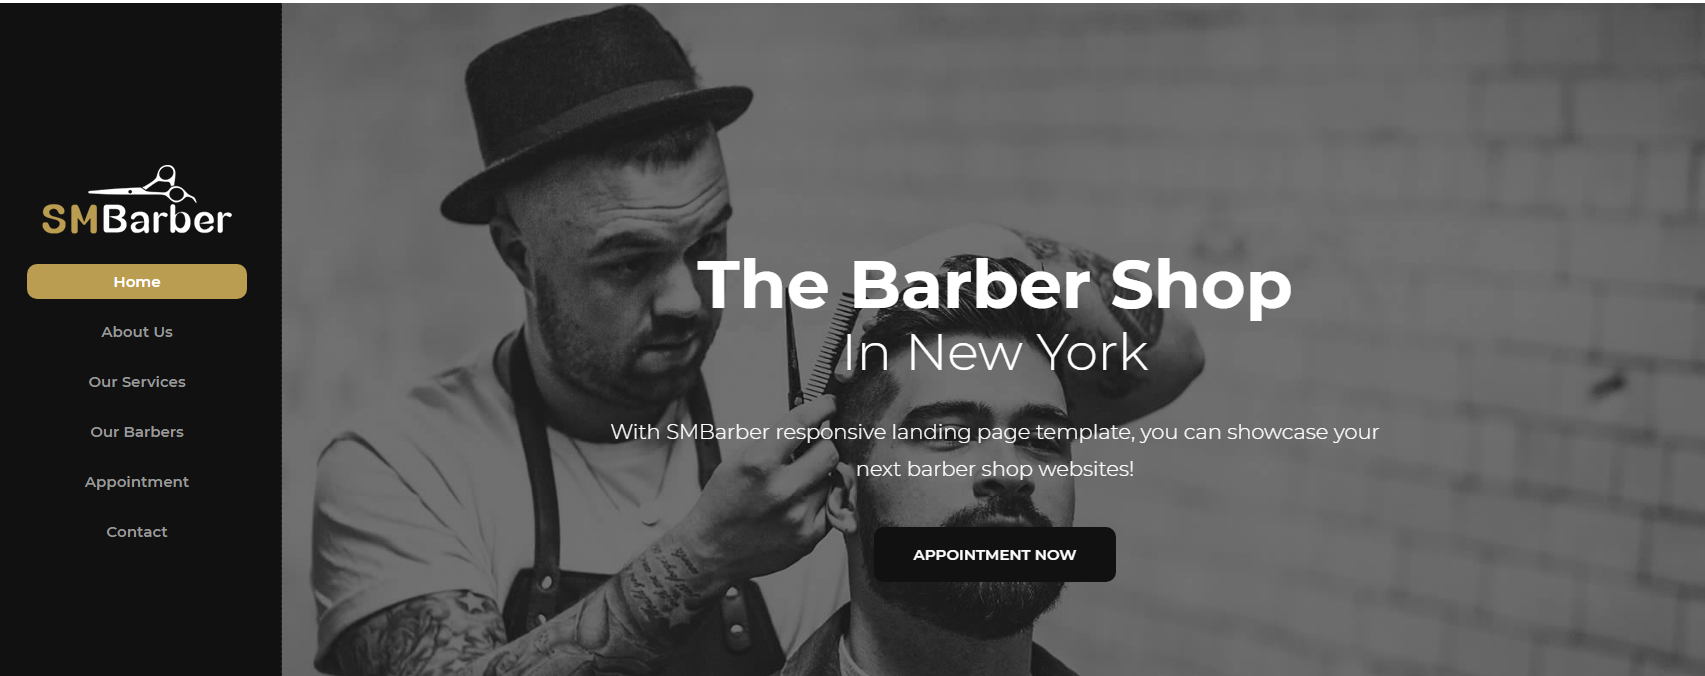 SMBarber
Home
About Us
Our Services
Our Barbers
Appointment
Contact
The Barber Shop
In New York
With SMBarber responsive landing page template, you can showcase your
next barber shop websites!
APPOINTMENT NOW